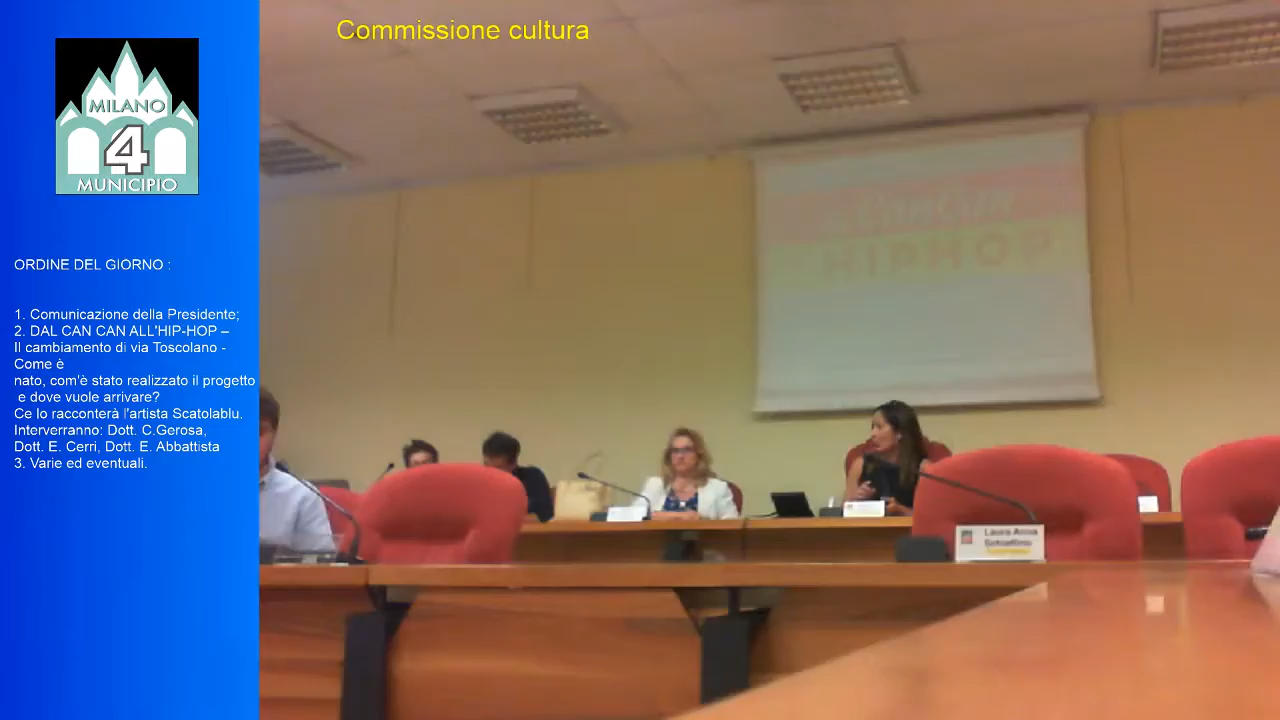 Commissione cultura
MILANO
4
MUNICIPIO
ORDINE DEL GIORNO :
1. Comunicazione della Presidente;
2. DAL CAN CAN ALL'HIP-HOP –
Il cambiamento di via Toscolano -
Come è
nato, com'è stato realizzato il progetto
e dove vuole arrivare?
Ce lo racconterà l'artista Scatolablu.
Interverranno: Dott. C.Gerosa,
Dott. E. Cerri, Dott. E. Abbattista
3. Varie ed eventuali.
HIPHOP
Laura Anna
Schiaffino